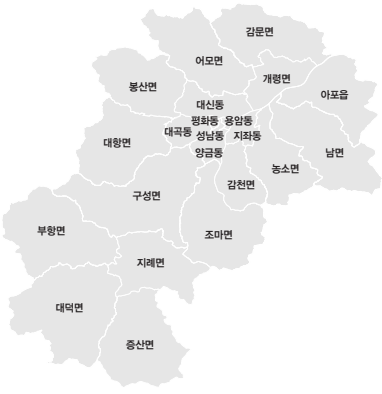 감문면
어모면
개령면
봉산면
아포읍
대신동
평화동 용암동
대곡동 성남동 지좌동
대항면
양금동
남면
농소면
감천면
구성면
부항면
조마면
지례면
대덕면
증산면